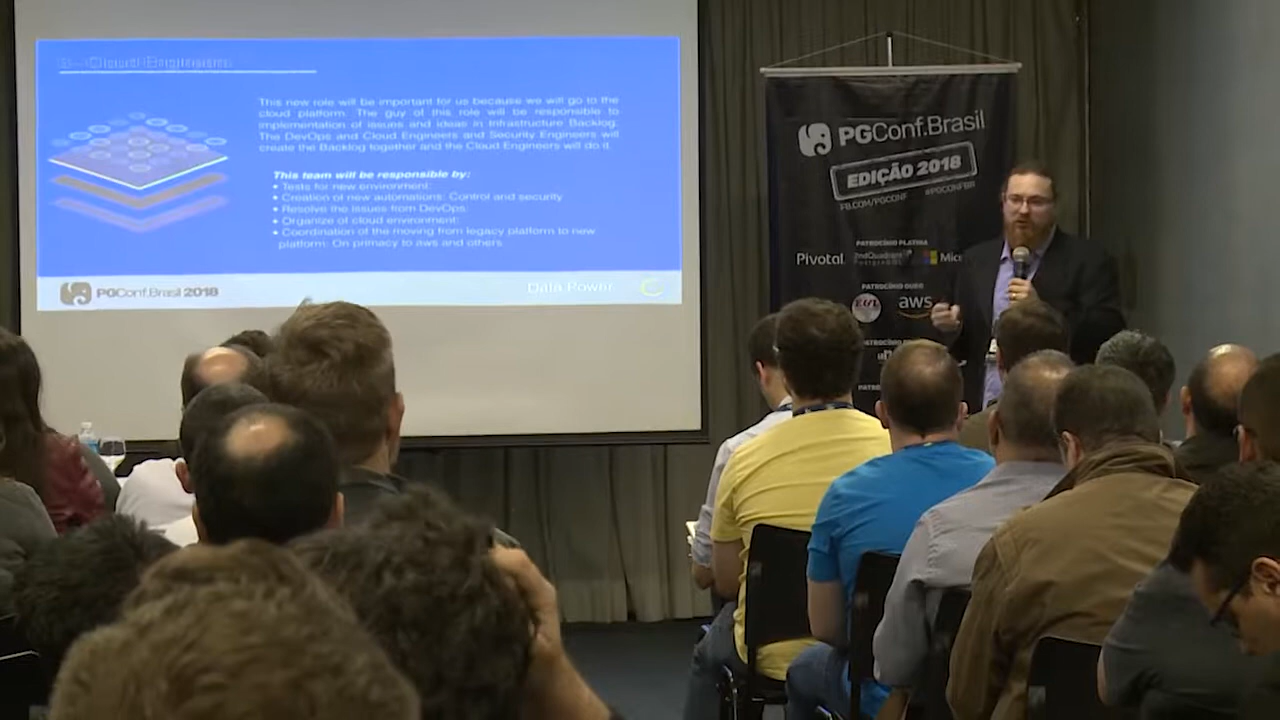 3 - Cloud Engineers
This new role will be important for us because we will go to the
cloud platform. The guy of this role will be responsible to
implementation of issues and ideas in Infrastructure Backlog.
The DevOps and Cloud Engineers and Security Engineers will
create the Backlog together and the Cloud Engineers will do it.
This team will be responsible by:
• Tests for new environment;
• Creation of new automations: Control and security
• Resolve the issues from DevOps;
• Organize of cloud environment;
• Coordination of the moving from legacy platform to new
platform: On primacy to aws and others.
PGConf.Brasil 2018
Data Power
PGConf.Brasil
EDIÇÃO 2018
FB.COM/PGCONF #PGCONFBR
PATROCÍNIO PLATINA
Pivotal 2ndQuadrant PostgreSQL Mic
PATROCÍNIO OURO
aws